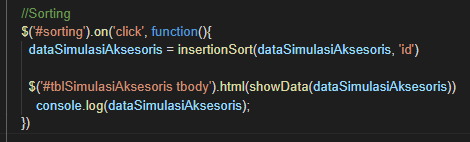 //Sorting
$('#sorting').on('click', function(){
dataSimulasiAksesoris = insertionSort(dataSimulasiAksesoris, 'id')
$('#tblSimulasiAksesoris tbody').html(showData(dataSimulasiAksesoris))
console.log(dataSimulasiAksesoris);
})